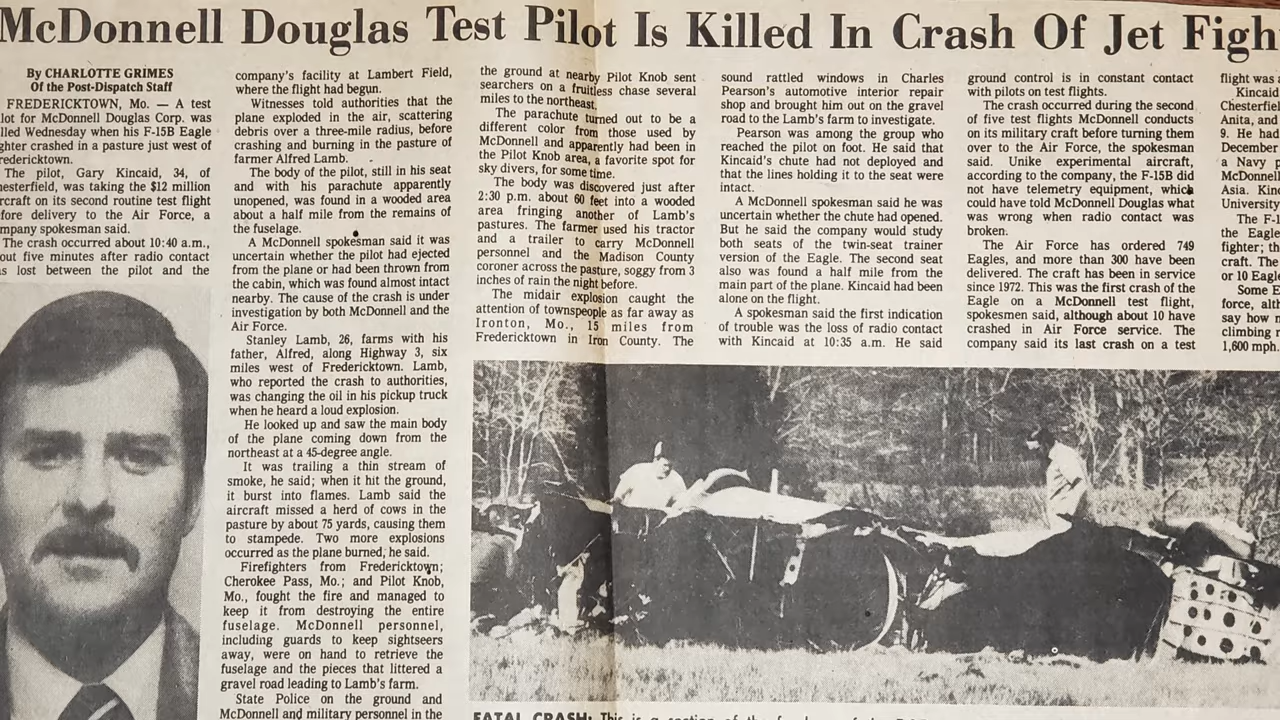 McDonnell Douglas Test Pilot Is Killed In Crash Of Jet Figh
By CHARLOTTE GRIMES
Of the Post-Dispatch Staff
FREDERICKTOWN, Mo. — A test
lot for McDonnell Douglas Corp. was
lled Wednesday when his F-15B Eagle
ghter crashed in a pasture just west of
redericktown.
The pilot, Gary Kincaid, 34, of
hesterfield, was taking the $12 million
rcraft on its second routine test flight
fore delivery to the Air Force, a
mpany spokesman said.
The crash occurred about 10:40 a.m.,
out five minutes after radio contact
as lost between the pilot and the
company's facility at Lambert Field,
where the flight had begun.
Witnesses told authorities that the
plane exploded in the air, scattering
debris over a three-mile radius, before
crashing and burning in the pasture of
farmer Alfred Lamb.
The body of the pilot, still in his seat
and with his parachute apparently
unopened, was found in a wooded area
about a half mile from the remains of
the fuselage.
A McDonnell spokesman said it was
uncertain whether the pilot had ejected
from the plane or had been thrown from
the cabin, which was found almost intact
nearby. The cause of the crash is under
investigation by both McDonnell and the
Air Force.
Stanley Lamb, 26, farms with his
father, Alfred, along Highway 3, six
miles west of Fredericktown. Lamb,
who reported the crash to authorities,
was changing the oil in his pickup truck
when he heard a loud explosion.
He looked up and saw the main body
of the plane coming down from the
northeast at a 45-degree angle.
It was trailing a thin stream of
smoke, he said; when it hit the ground,
it burst into flames. Lamb said the
aircraft missed a herd of cows in the
pasture by about 75 yards, causing them
to stampede. Two more explosions
occurred as the plane burned, he said.
Firefighters from Fredericktown;
Cherokee Pass, Mo.; and Pilot Knob,
Mo., fought the fire and managed to
keep it from destroying the entire
fuselage. McDonnell personnel,
including guards to keep sightseers
away, were on hand to retrieve the
fuselage and the pieces that littered a
gravel road leading to Lamb's farm.
State Police on the ground and
McDonnell and military personnel in the
the ground at nearby Pilot Knob sent
searchers on a fruitless chase several
miles to the northeast.
The parachute turned out to be a
different color from those used by
McDonnell and apparently had been in
the Pilot Knob area, a favorite spot for
sky divers, for some time.
The body was discovered just after
2:30 p.m. about 60 feet into a wooded
area fringing another of Lamb's
pastures. The farmer used his tractor
and a trailer to carry McDonnell
personnel and the Madison County
coroner across the pasture, soggy from 3
inches of rain the night before.
The midair explosion caught the
attention of townspeople as far away as
Ironton, Mo., 15 miles from
Fredericktown in Iron County. The
sound rattled windows in Charles
Pearson's automotive interior repair
shop and brought him out on the gravel
road to the Lamb's farm to investigate.
Pearson was among the group who
reached the pilot on foot. He said that
Kincaid's chute had not deployed and
that the lines holding it to the seat were
intact.
A McDonnell spokesman said he was
uncertain whether the chute had opened.
But he said the company would study
both seats of the twin-seat trainer
version of the Eagle. The second seat
also was found a half mile from the
main part of the plane. Kincaid had been
alone on the flight.
A spokesman said the first indication
of trouble was the loss of radio contact
with Kincaid at 10:35 a.m. He said
ground control is in constant contact
with pilots on test flights.
The crash occurred during the second
of five test flights McDonnell conducts
on its military craft before turning them
over to the Air Force, the spokesman
said. Unlike experimental aircraft,
according to the company, the F-15B did
not have telemetry equipment, which
could have told McDonnell Douglas what
was wrong when radio contact was
broken.
The Air Force has ordered 749
Eagles, and more than 300 have been
delivered. The craft has been in service
since 1972. This was the first crash of the
Eagle on a McDonnell test flight,
spokesmen said, although about 10 have
crashed in Air Force service. The
company said its last crash on a test
flight was
Kincaid
Chesterfie
Anita, and
9. He had
December
a Navy p
McDonnell
Asia. Kin
University
The F-1
the Eagle
fighter; th
craft. The
or 10 Eagle
Some E
force, alt
say how n
climbing
1,600 mph.
FATAL CRASH: This is a section of the